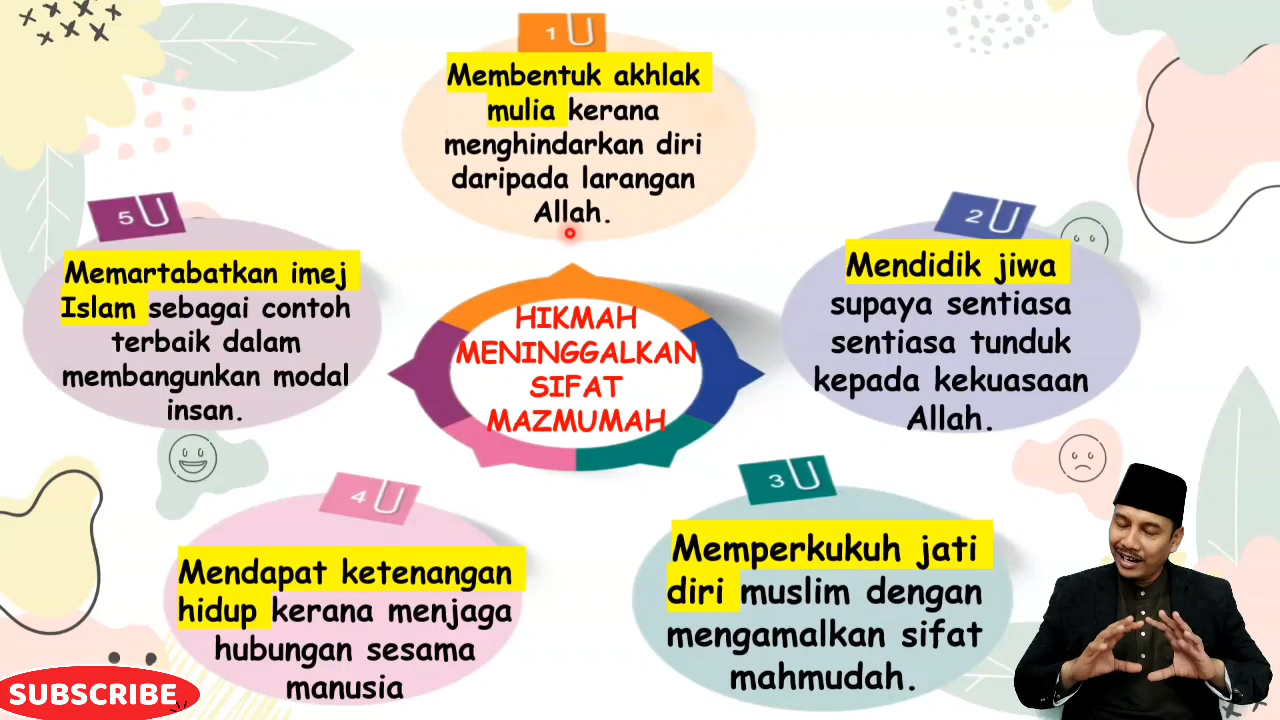 1
Membentuk akhlak
mulia kerana
menghindarkan diri
daripada larangan
Allah.
2
Mendidik jiwa
supaya sentiasa
sentiasa tunduk
kepada kekuasaan
Allah.
3
Memperkukuh jati
diri muslim dengan
mengamalkan sifat
mahmudah.
4
Mendapat ketenangan
hidup kerana menjaga
hubungan sesama
manusia
5
Memartabatkan imej
Islam sebagai contoh
terbaik dalam
membangunkan modal
insan.
HIKMAH
MENINGGALKAN
SIFAT
MAZMUMAH
SUBSCRIBE